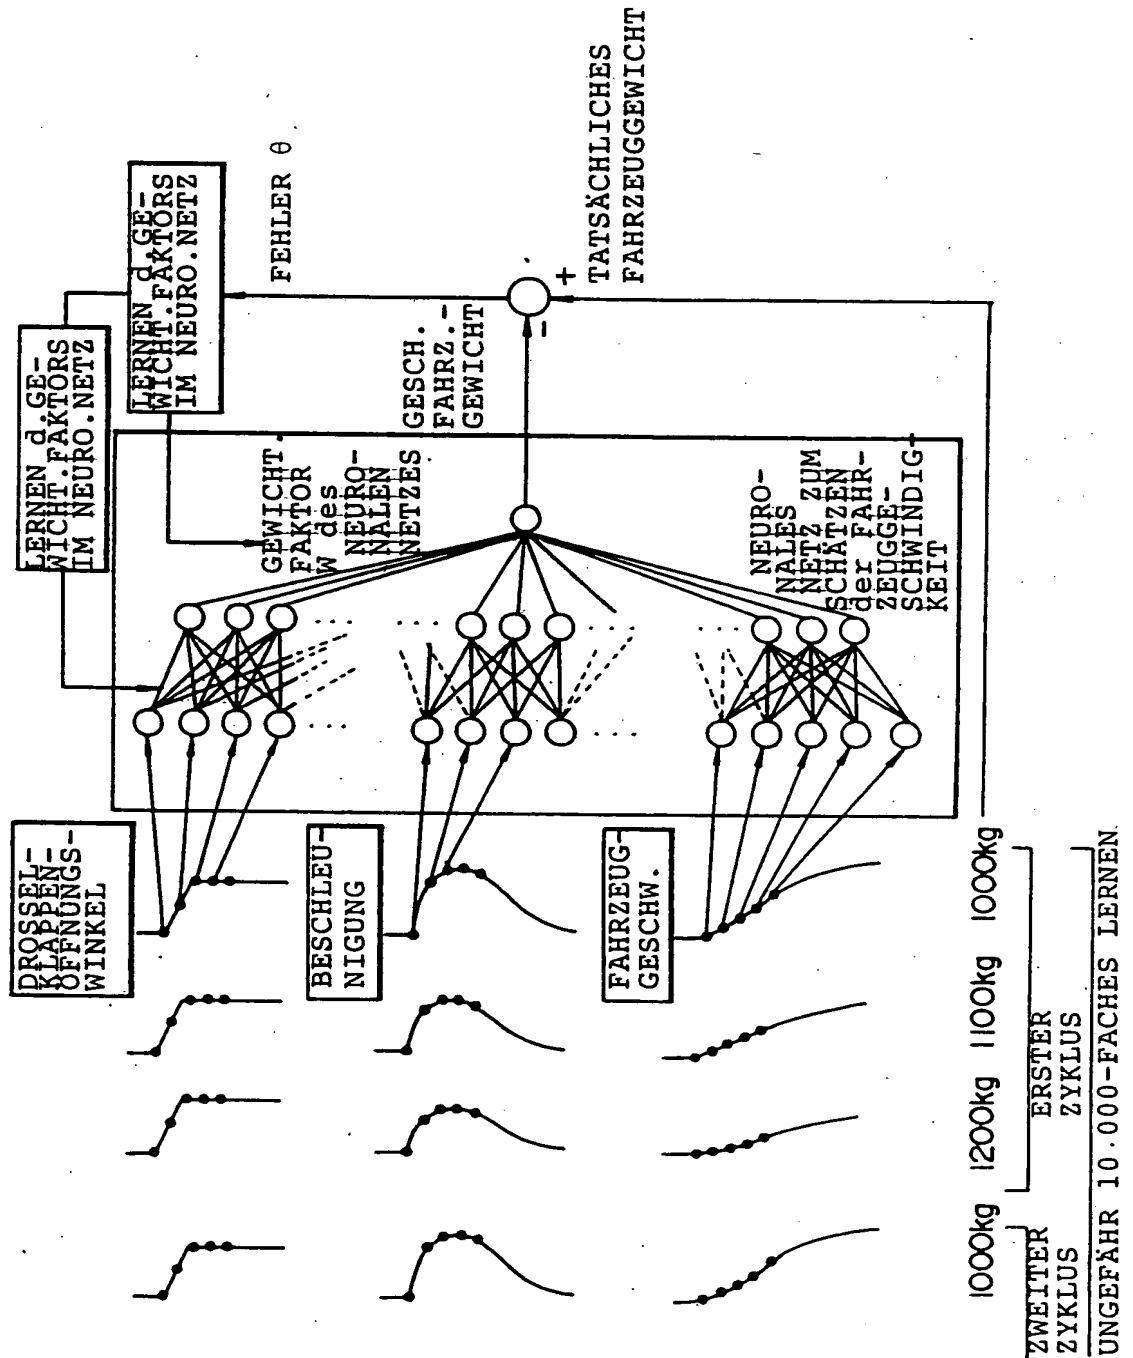 DROSSEL-
KLAPPEN-
ÖFFNUNGS-
WINKEL
BESCHLEU-
NIGUNG
FAHRZEUG-
GESCHW.
LERNEN d.GE-
WICHT.FAKTORS
IM NEURO.NETZ
LERNEN d.GE-
WICHT.FAKTORS
IM NEURO.NETZ
GEWICHT.
FAKTOR
W des
NEURO-
NALEN
NETZES
GESCH.
FAHRZ.-
GEWICHT
FEHLER θ
NEURO-
NALES
NETZ ZUM
SCHÄTZEN
der FAHR-
ZEUGGE-
SCHWINDIG-
KEIT
-
+
TATSÄCHLICHES
FAHRZEUGGEWICHT
1000kg 1200kg 1100kg 1000kg
ZWEITER
ZYKLUS
ERSTER
ZYKLUS
UNGEFÄHR 10.000-FACHES LERNEN.